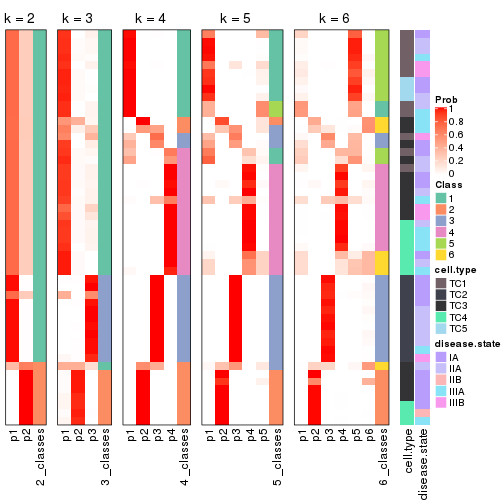 k = 2
k = 3
k = 4
k = 5
k = 6
Prob
1
0.8
0.6
0.4
0.2
0
Class
1
2
3
4
5
6
cell.type
TC1
TC2
TC3
TC4
TC5
disease.state
IA
IIA
IIB
IIIA
IIIB
p1
p2
2_classes
p1
p2
p3
3_classes
p1
p2
p3
p4
4_classes
p1
p2
p3
p4
p5
5_classes
p1
p2
p3
p4
p5
p6
6_classes
cell.type
disease.state